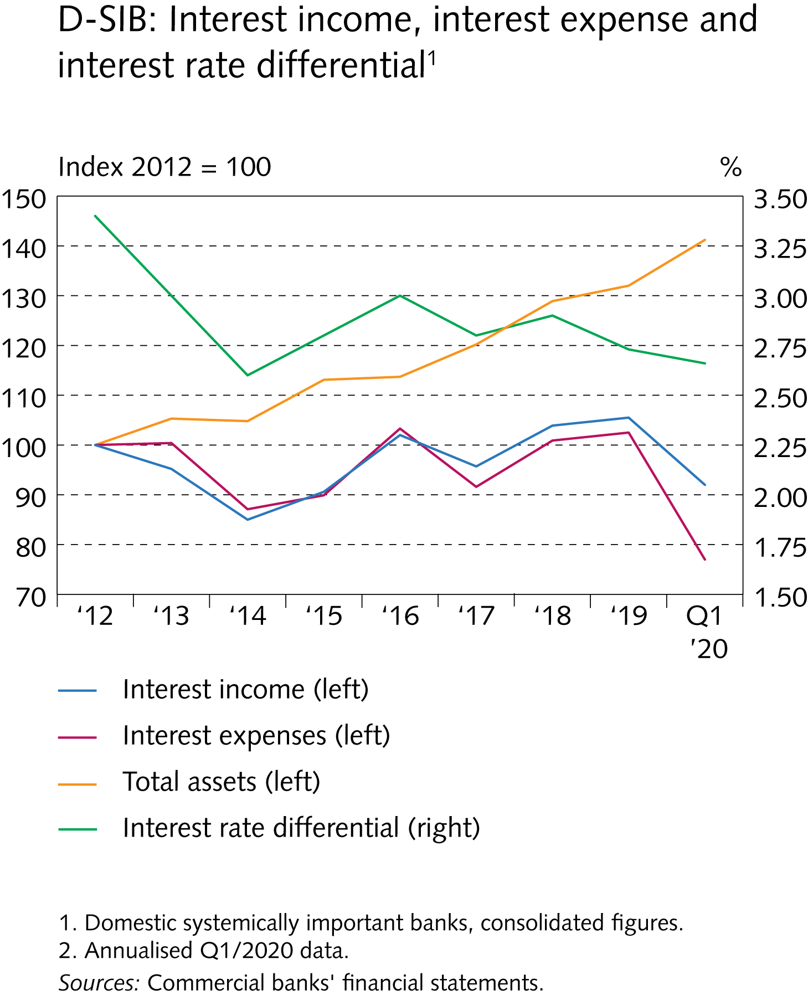 D-SIB: Interest income, interest expense and
interest rate differential¹
Index 2012 = 100
%
150
140
130
120
110
100
90
80
70
3.50
3.25
3.00
2.75
2.50
2.25
2.00
1.75
1.50
‘12 ‘13 ‘14 ‘15 ‘16 ‘17 ‘18 ‘19 Q1
’20
Interest income (left)
Interest expenses (left)
Total assets (left)
Interest rate differential (right)
1. Domestic systemically important banks, consolidated figures.
2. Annualised Q1/2020 data.
Sources: Commercial banks' financial statements.